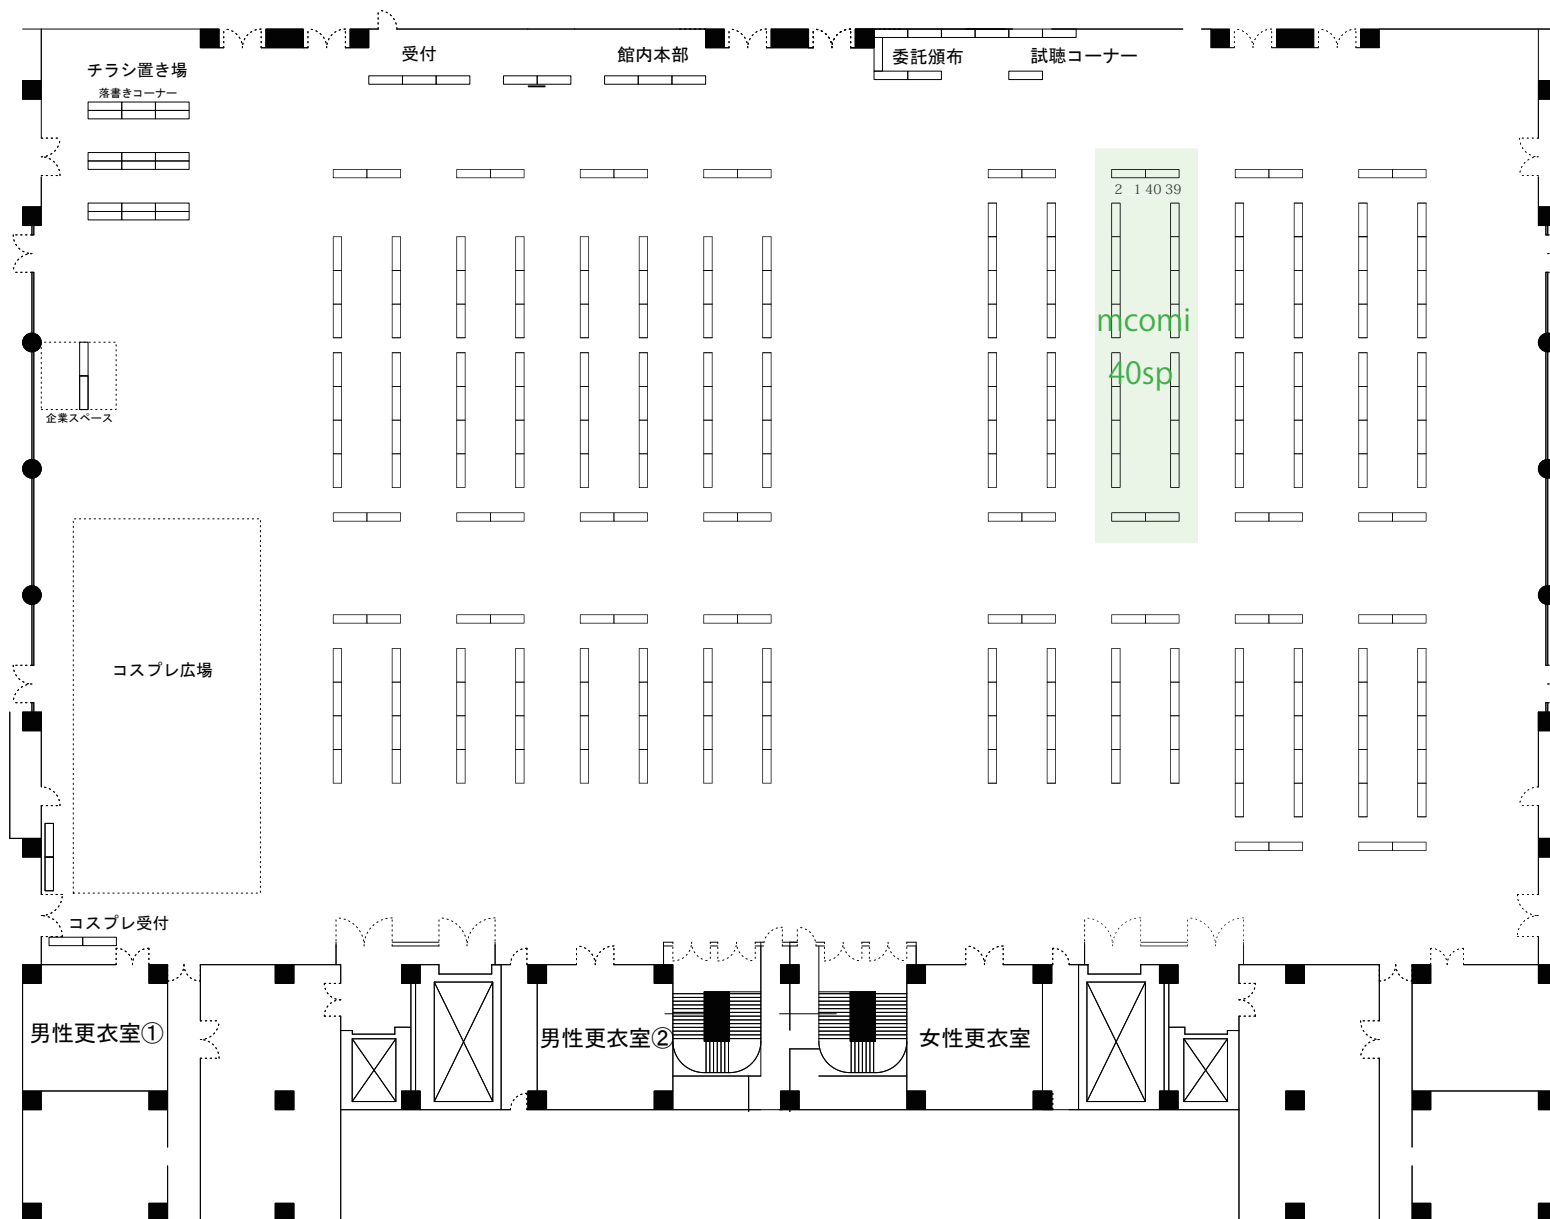 受付
館内本部
委託頒布
試聴コーナー
チラシ置き場
落書きコーナー
2 1 40 39
mcomi
40sp
企業スペース
コスプレ広場
コスプレ受付
男性更衣室①
男性更衣室②
女性更衣室